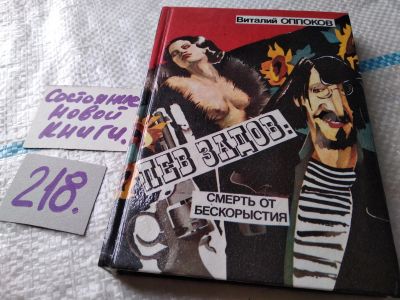 Виталий ОППОКОВ
Состояние
новой
книги.
ЛЕВ ЗАДОВ:
СМЕРТЬ ОТ
БЕСКОРЫСТИЯ
218.